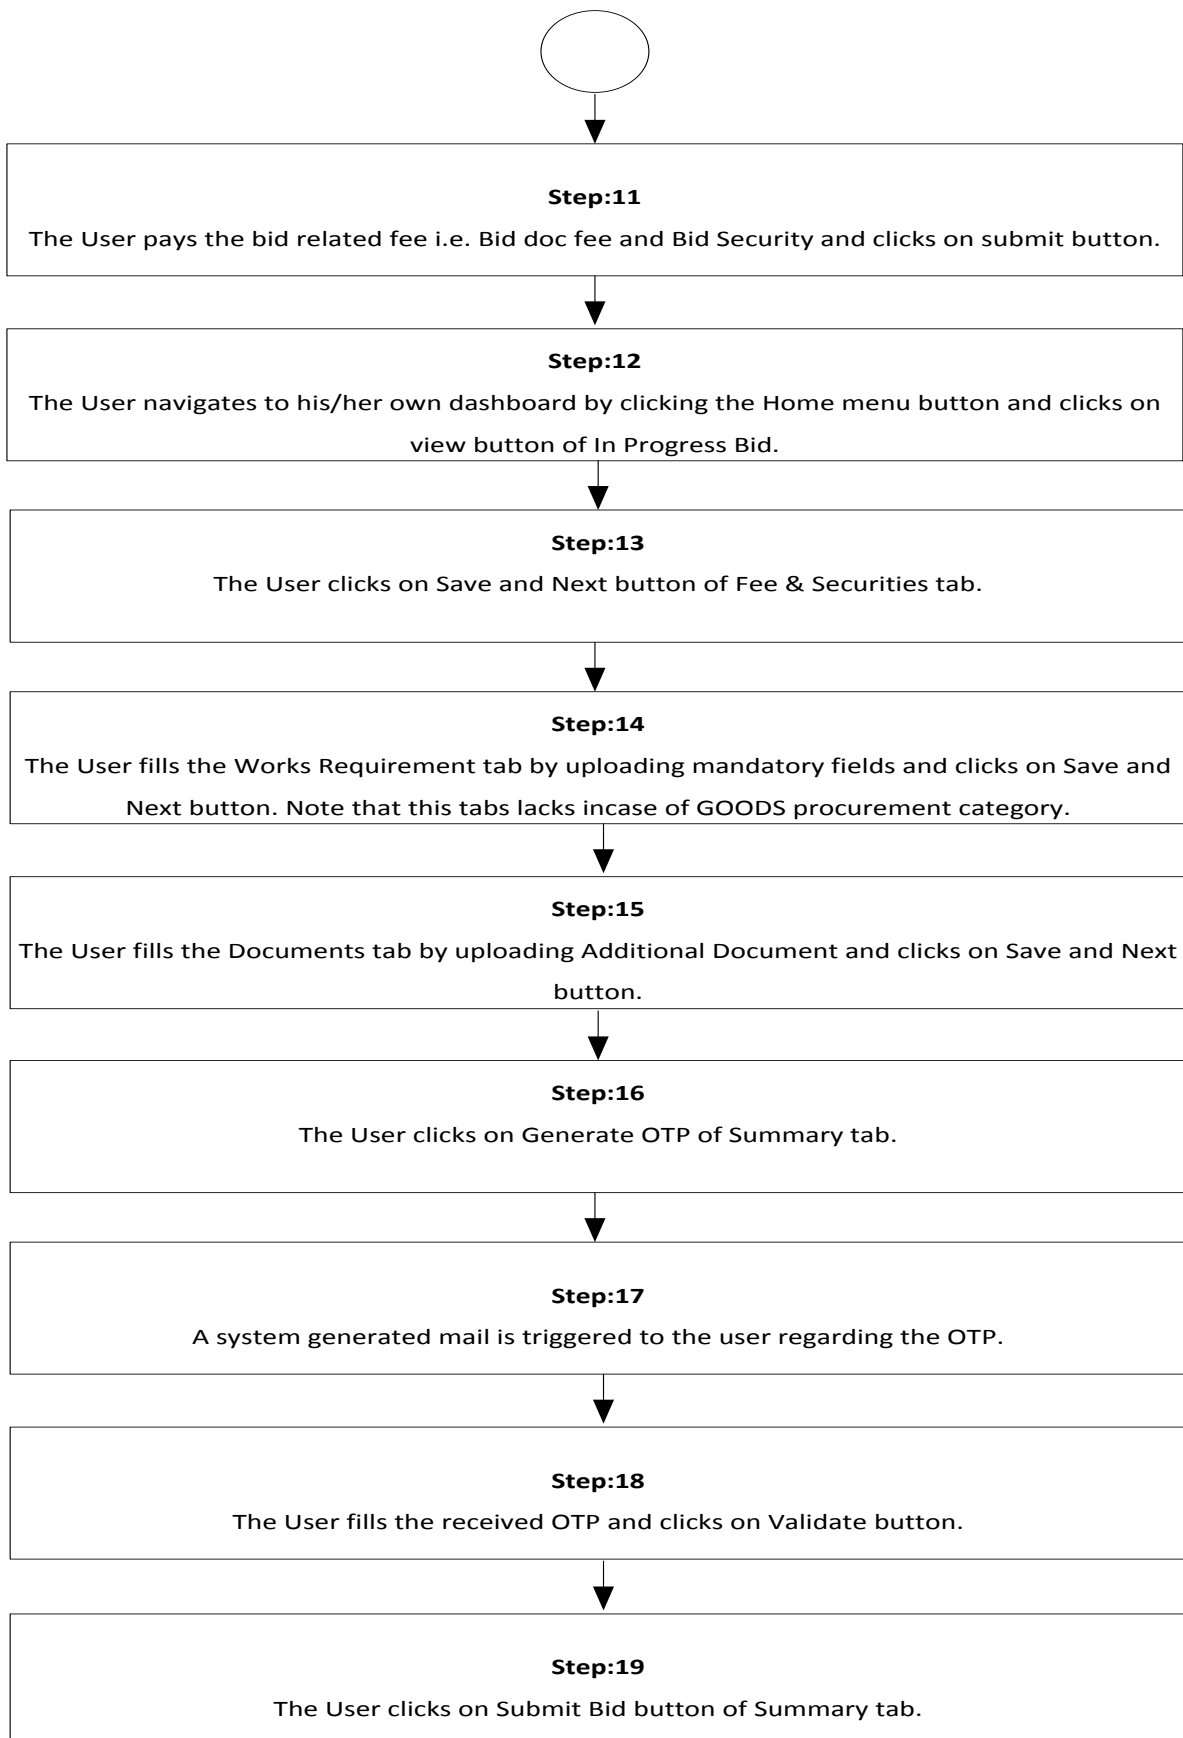 Step:11
The User pays the bid related fee i.e. Bid doc fee and Bid Security and clicks on submit button.
Step:12
The User navigates to his/her own dashboard by clicking the Home menu button and clicks on
view button of In Progress Bid.
Step:13
The User clicks on Save and Next button of Fee & Securities tab.
Step:14
The User fills the Works Requirement tab by uploading mandatory fields and clicks on Save and
Next button. Note that this tabs lacks incase of GOODS procurement category.
Step:15
The User fills the Documents tab by uploading Additional Document and clicks on Save and Next
button.
Step:16
The User clicks on Generate OTP of Summary tab.
Step:17
A system generated mail is triggered to the user regarding the OTP.
Step:18
The User fills the received OTP and clicks on Validate button.
Step:19
The User clicks on Submit Bid button of Summary tab.